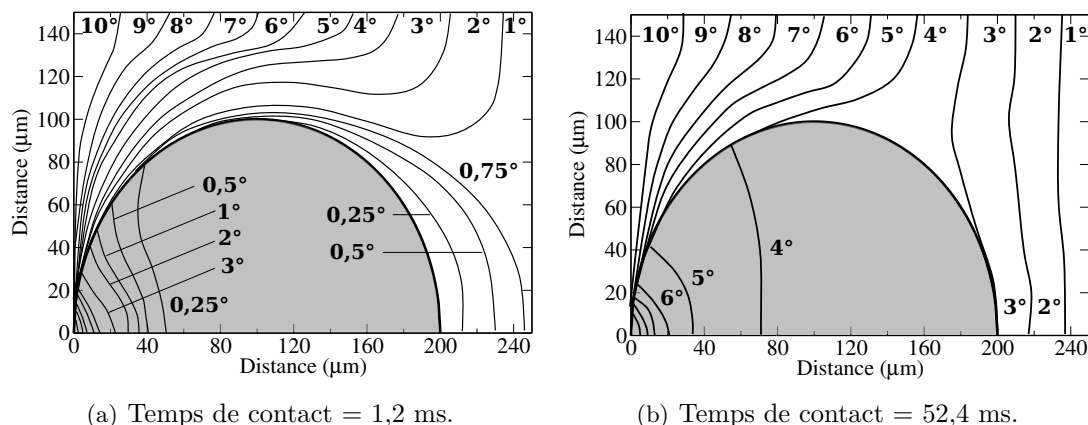 10° 9° 8° 7° 6° 5° 4° 3° 2° 1°
140
120
100
80
60
40
20
0
Distance (µm)
0,75°
0,5°
1°
2°
3°
0,25°
0,25°
0,5°
0 40 80 120 160 200 240
Distance (µm)
(a) Temps de contact = 1,2 ms.
10° 9° 8° 7° 6° 5° 4° 3° 2° 1°
140
120
100
80
60
40
20
0
Distance (µm)
4°
5°
6°
3° 2°
0 40 80 120 160 200 240
Distance (µm)
(b) Temps de contact = 52,4 ms.